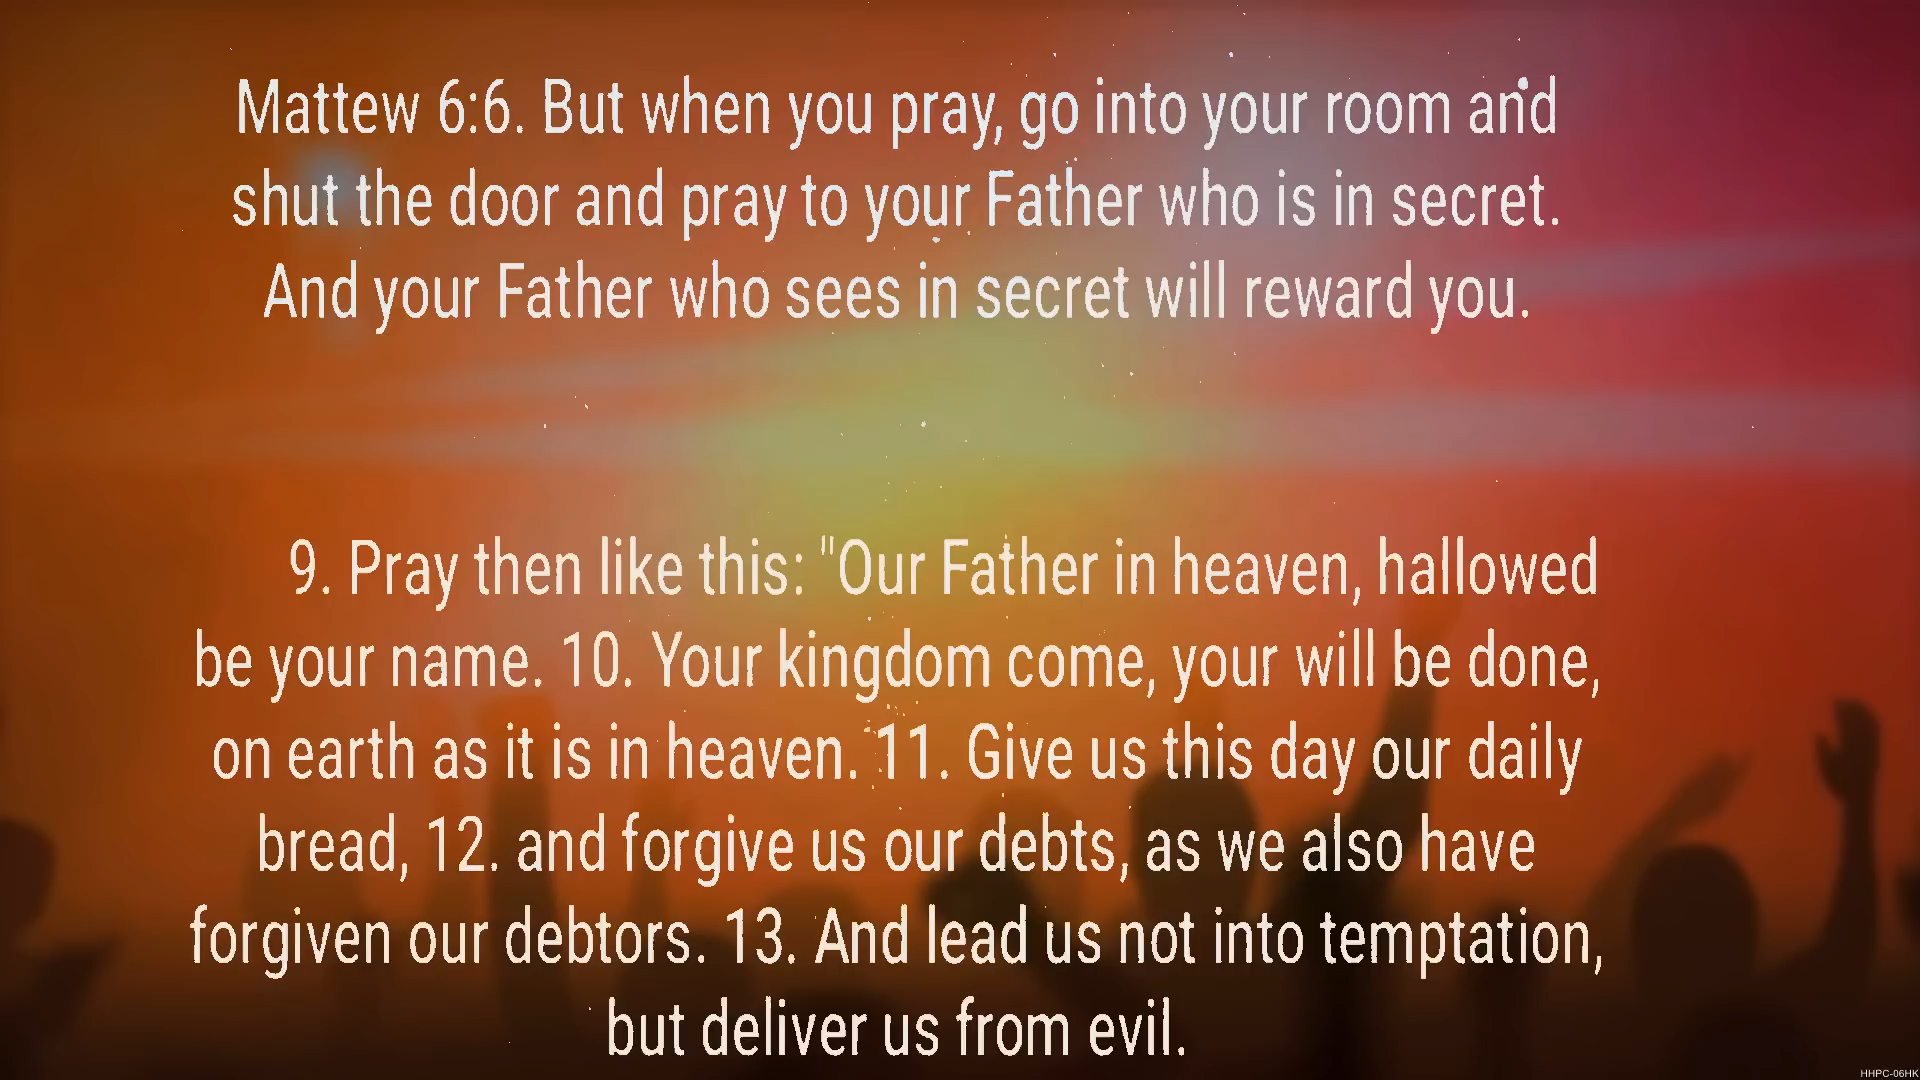 Mattew 6:6. But when you pray, go into your room and
shut the door and pray to your Father who is in secret.
And your Father who sees in secret will reward you.
9. Pray then like this: "Our Father in heaven, hallowed
be your name. 10. Your kingdom come, your will be done,
on earth as it is in heaven. 11. Give us this day our daily
bread, 12. and forgive us our debts, as we also have
forgiven our debtors. 13. And lead us not into temptation,
but deliver us from evil.
HHPC-06HK